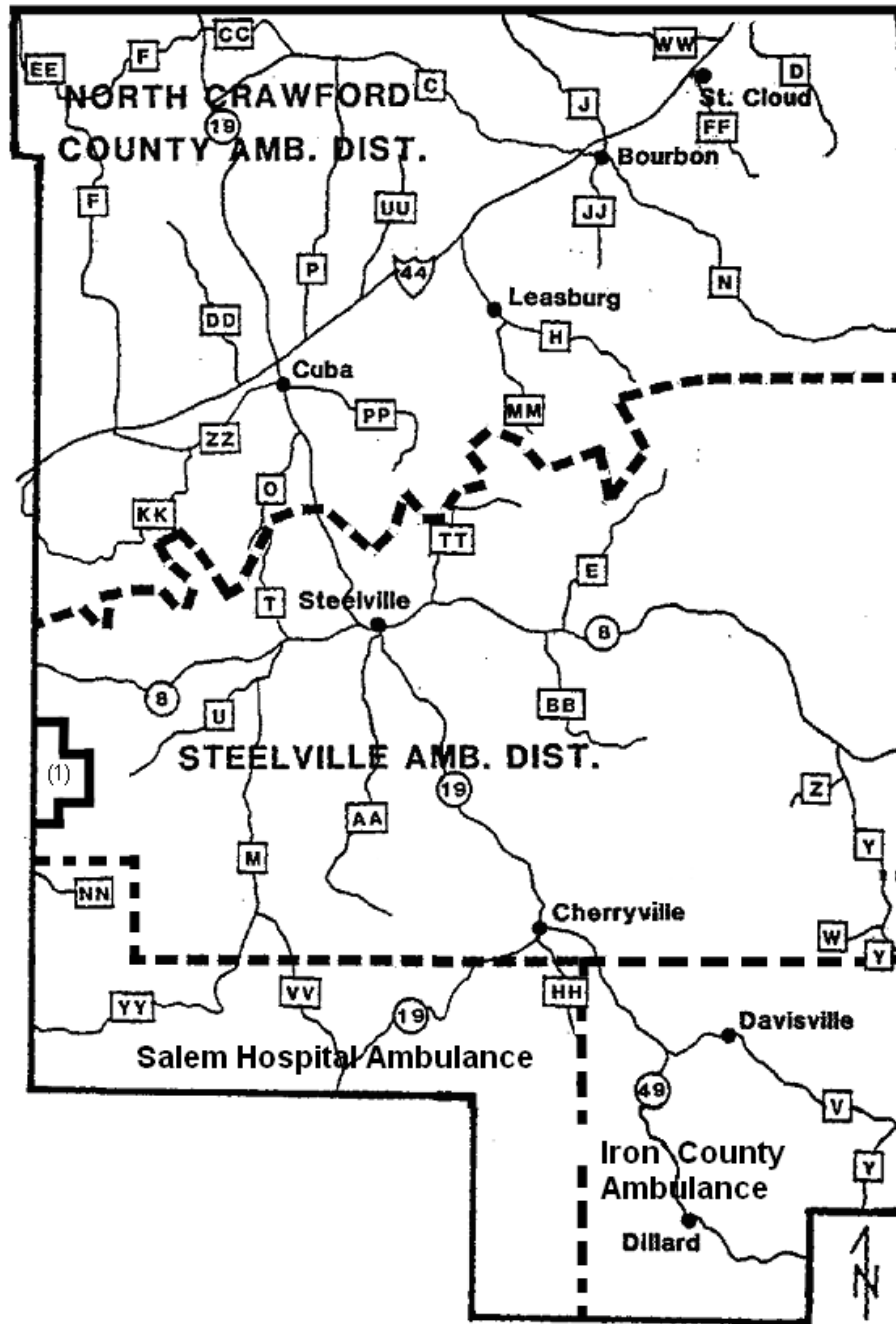 CC
WW
F
EE
D
C
NORTH CRAWFORD
St. Cloud
J
19
FF
COUNTY AMB. DIST.
Bourbon
F
UU
JJ
P
44
N
Leasburg
DD
H
Cuba
MM
PP
ZZ
O
KK
TT
E
T
Steelville
8
8
BB
U
STEELVILLE AMB. DIST.
(1)
19
Z
AA
Y
M
NN
Cherryville
W
Y
HH
VV
YY
19
Davisville
Salem Hospital Ambulance
49
V
Iron County
Y
Ambulance
Dillard
N